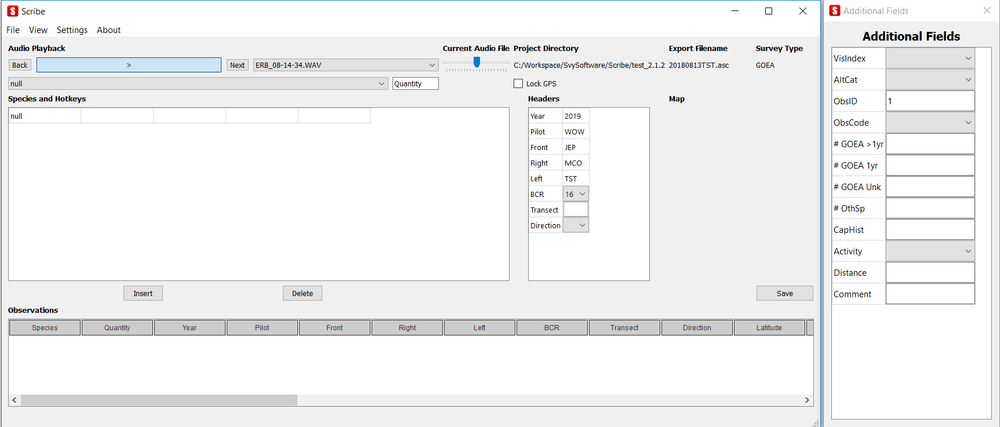 Scribe
File View Settings About
Audio Playback Current Audio File Project Directory Export Filename Survey Type
Back > Next ERB_08-14-34.WAV C:/Workspace/SvySoftware/Scribe/test_2.1.2 20180813TST.asc GOEA
null Quantity Lock GPS
Species and Hotkeys Headers Map
null
Year 2019
Pilot WOW
Front JEP
Right MCO
Left TST
BCR 16
Transect
Direction
Insert Delete Save
Observations
Species Quantity Year Pilot Front Right Left BCR Transect Direction Latitude
Additional Fields
Additional Fields
VisIndex
AltCat
ObsID 1
ObsCode
# GOEA >1yr
# GOEA 1yr
# GOEA Unk
# OthSp
CapHist
Activity
Distance
Comment